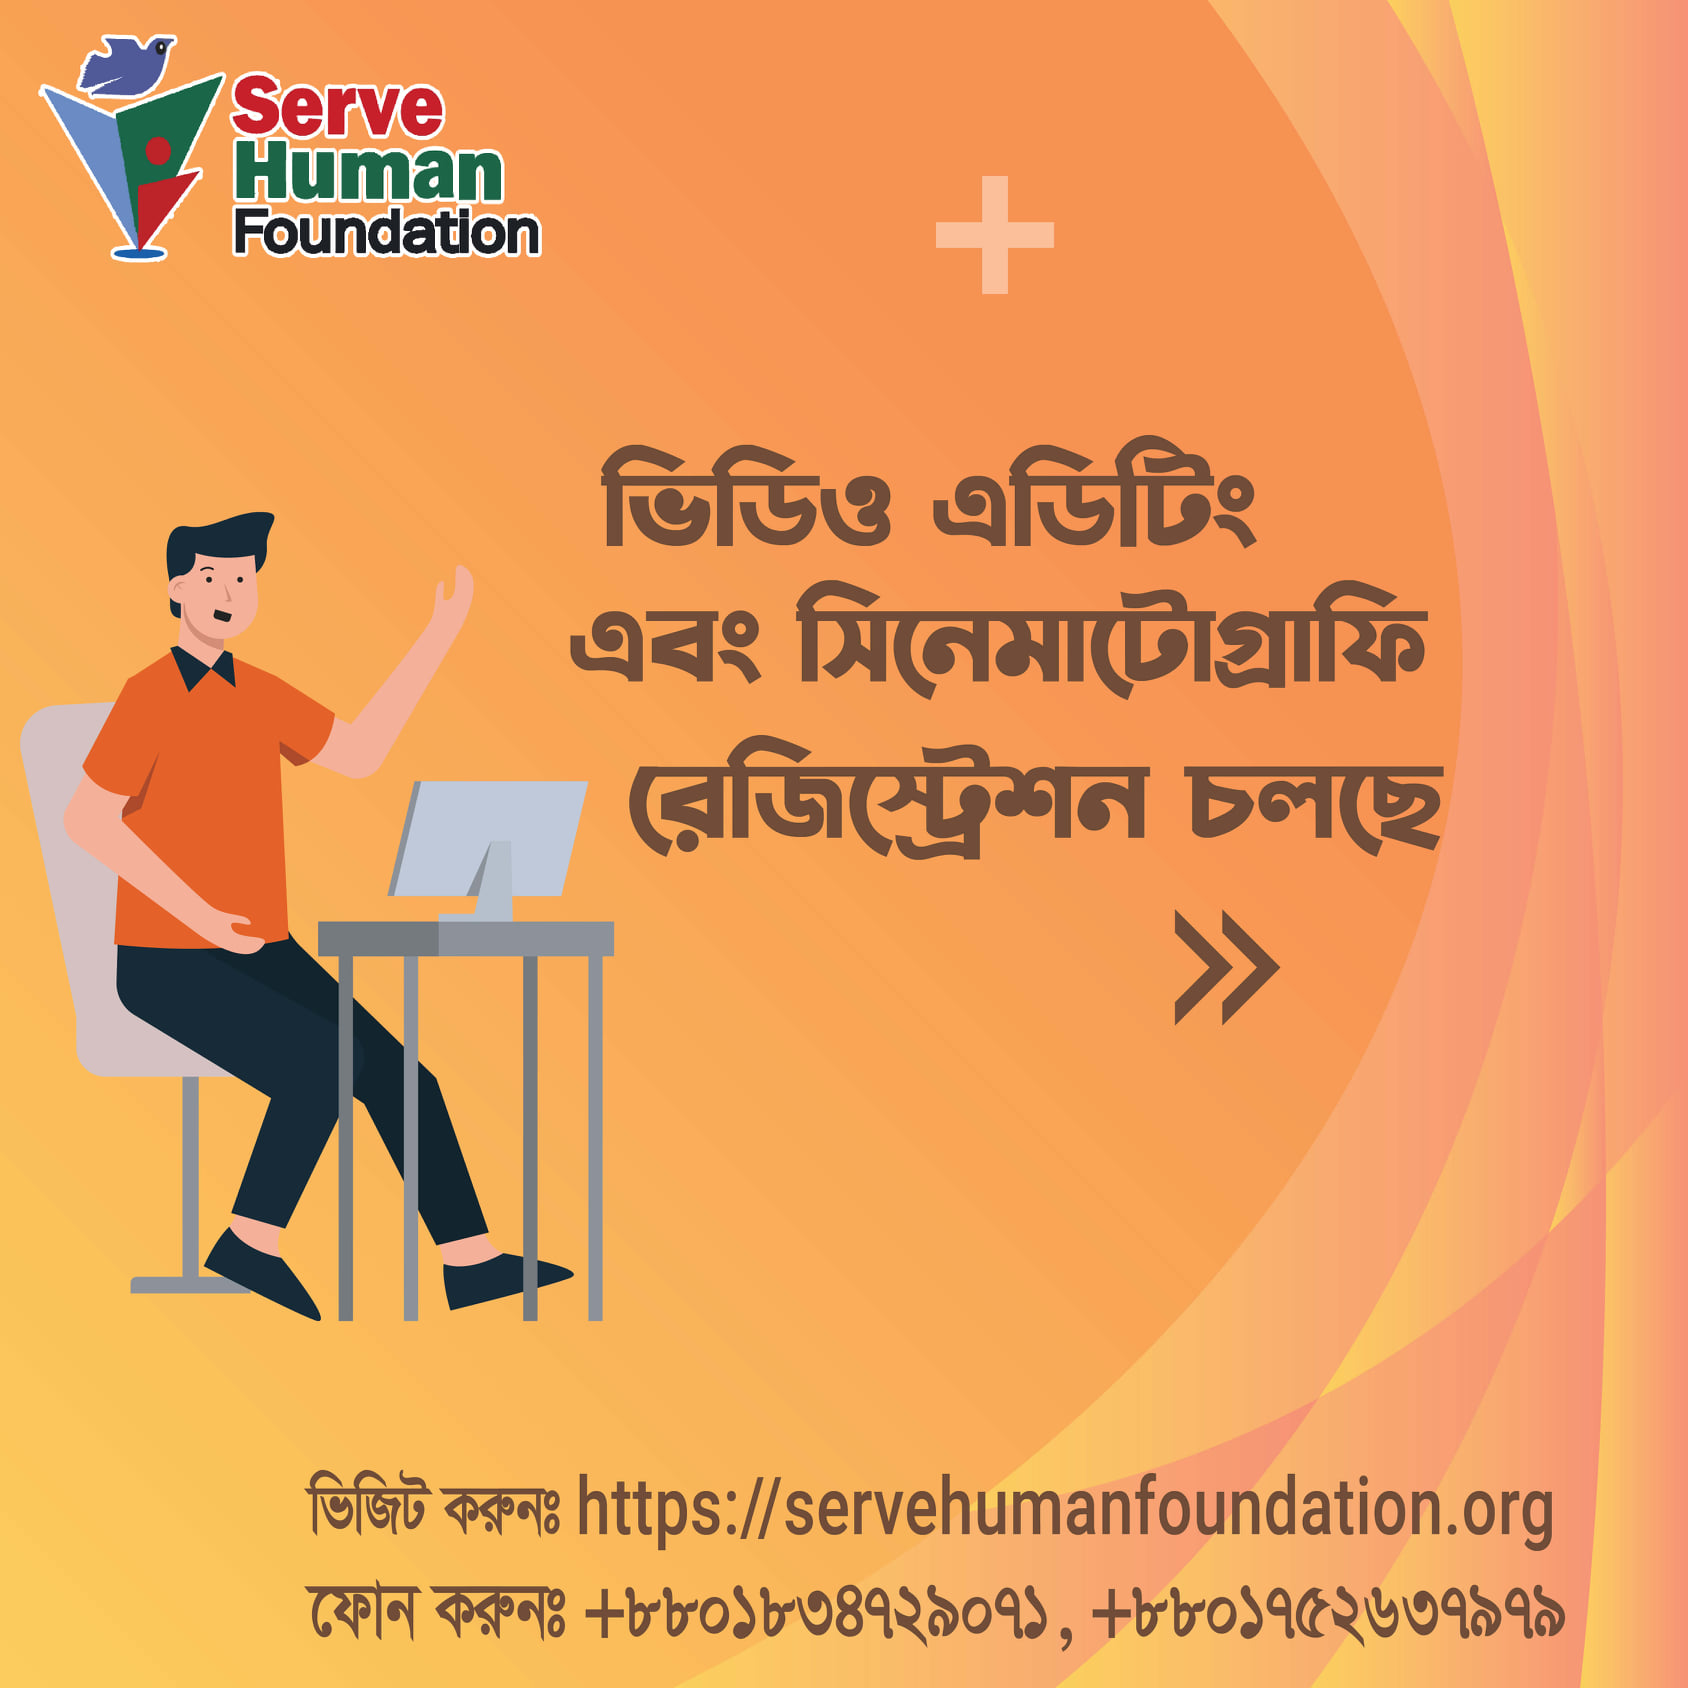 Serve
Human
Foundation
ভিডিও এডিটিং
এবং সিনেমাটোগ্রাফি
রেজিস্ট্রেশন চলছে
ভিজিট করুনঃ https://servehumanfoundation.org
ফোন করুনঃ +৮৮০১৮৩৪৭২৯০৭১, +৮৮০১৭৫২৬৩৭৯৭৯